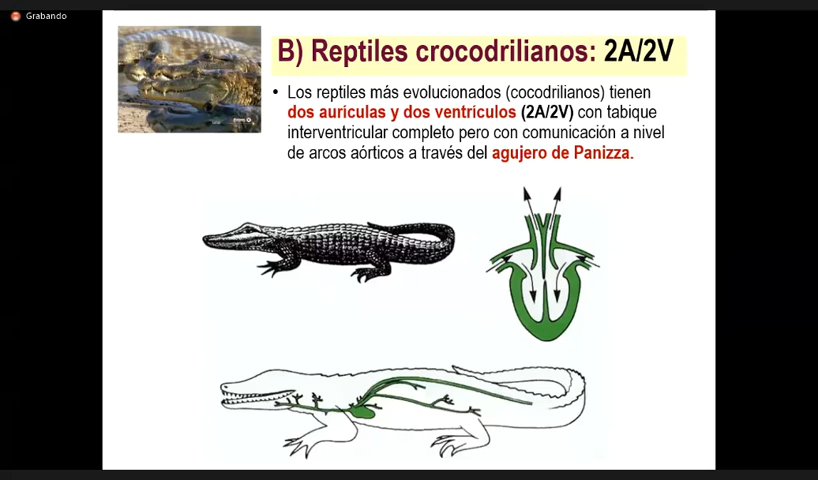 Grabando
B) Reptiles crocodrilianos: 2A/2V
• Los reptiles más evolucionados (cocodrilianos) tienen
dos aurículas y dos ventrículos (2A/2V) con tabique
interventricular completo pero con comunicación a nivel
de arcos aórticos a través del agujero de Panizza.